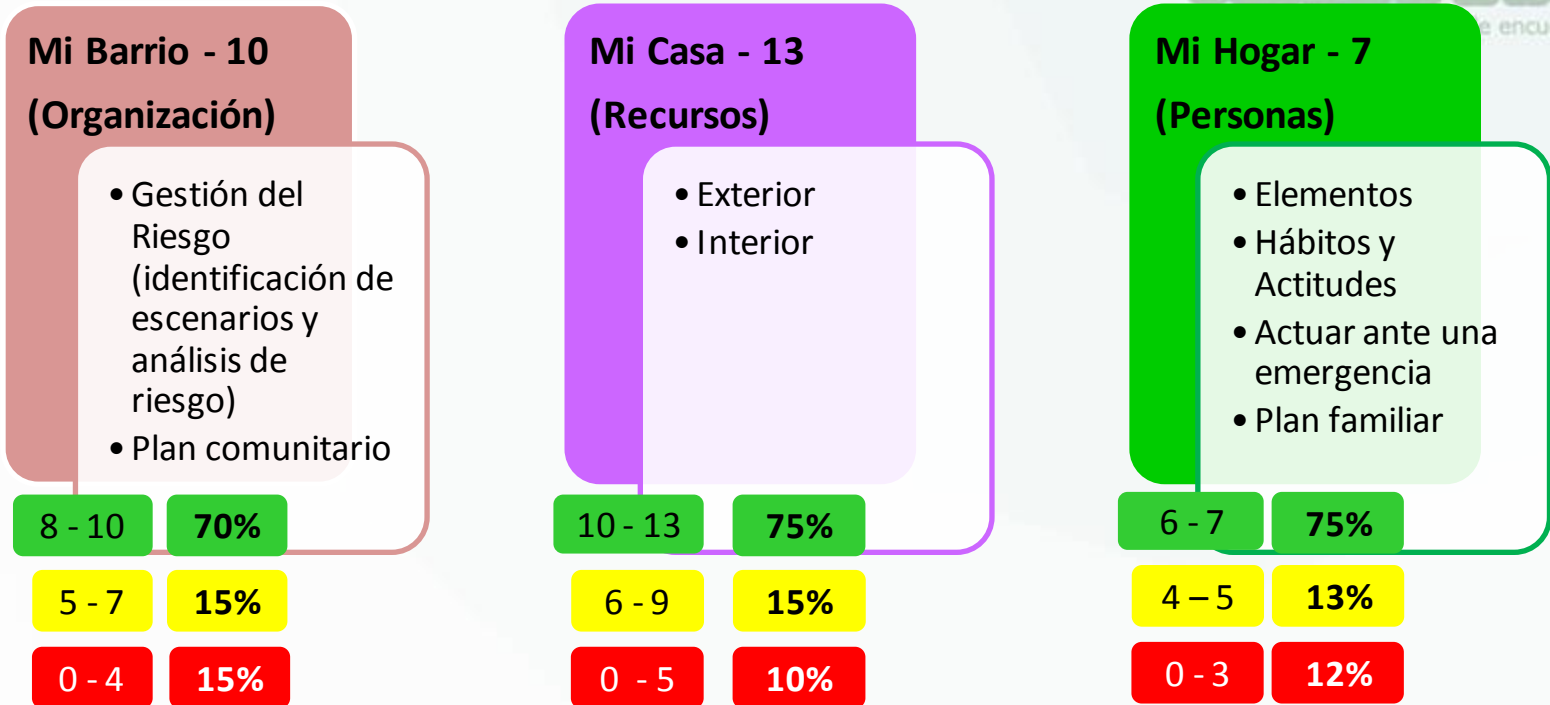 e encu
Mi Barrio - 10
(Organización)
• Gestión del
Riesgo
(identificación de
escenarios y
análisis de
riesgo)
• Plan comunitario
8 - 10 70%
5 - 7 15%
0 - 4 15%
Mi Casa - 13
(Recursos)
• Exterior
• Interior
10 - 13 75%
6 - 9 15%
0 - 5 10%
Mi Hogar - 7
(Personas)
• Elementos
• Hábitos y
Actitudes
• Actuar ante una
emergencia
• Plan familiar
6 - 7 75%
4 – 5 13%
0 - 3 12%